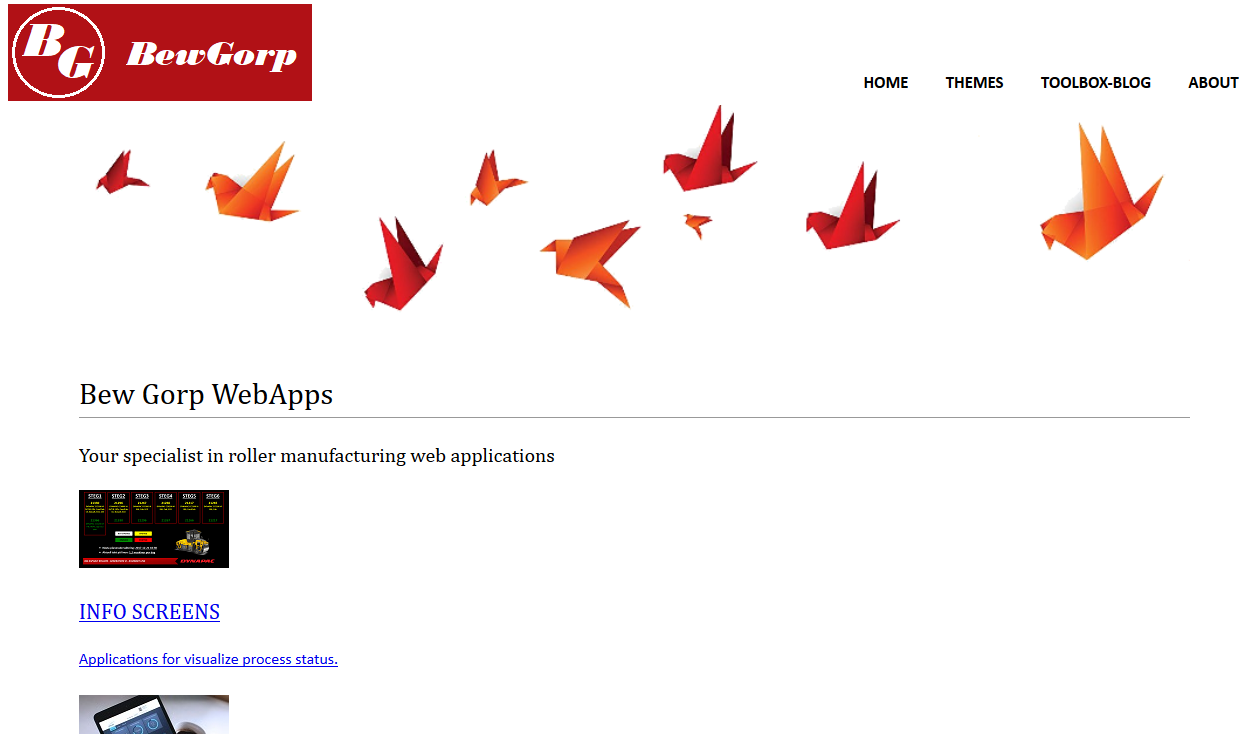 BG BewGorp
HOME THEMES TOOLBOX-BLOG ABOUT
Bew Gorp WebApps
Your specialist in roller manufacturing web applications
STEG1 STEG2 STEG3 STEG4 STEG5 STEG6
INFO SCREENS
Applications for visualize process status.